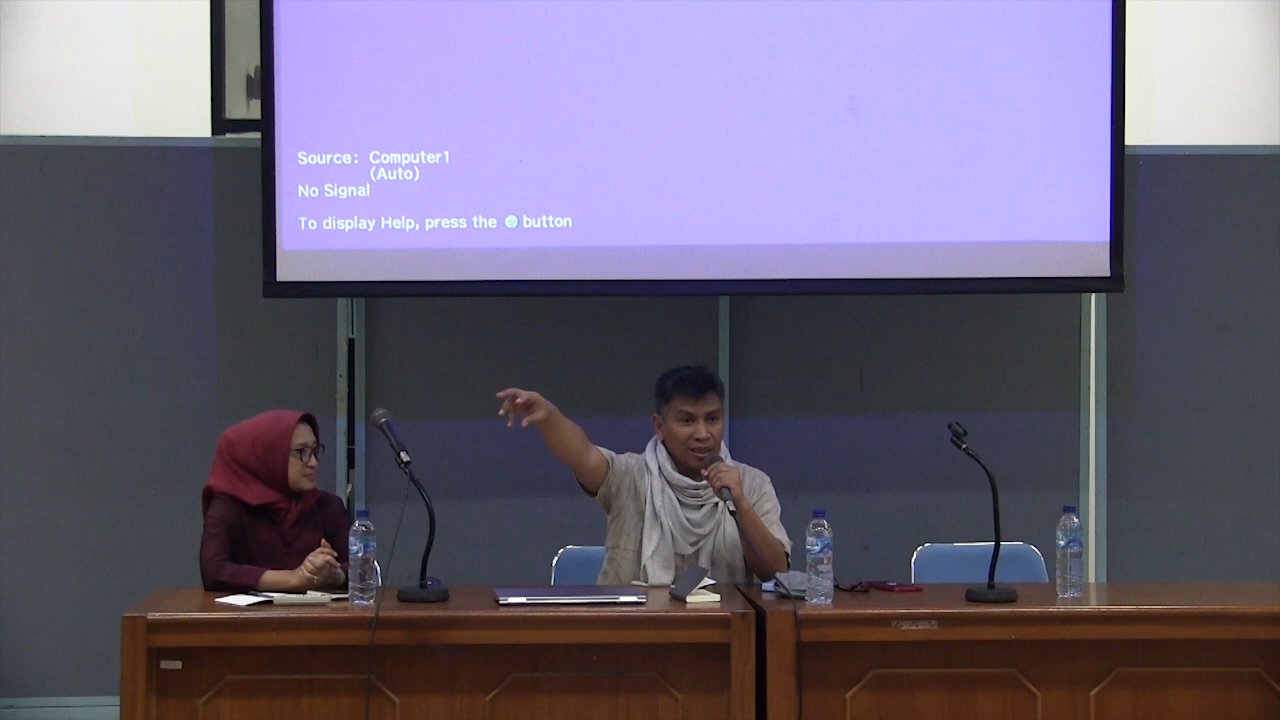 Source: Computer1
(Auto)
No Signal
To display Help, press the button